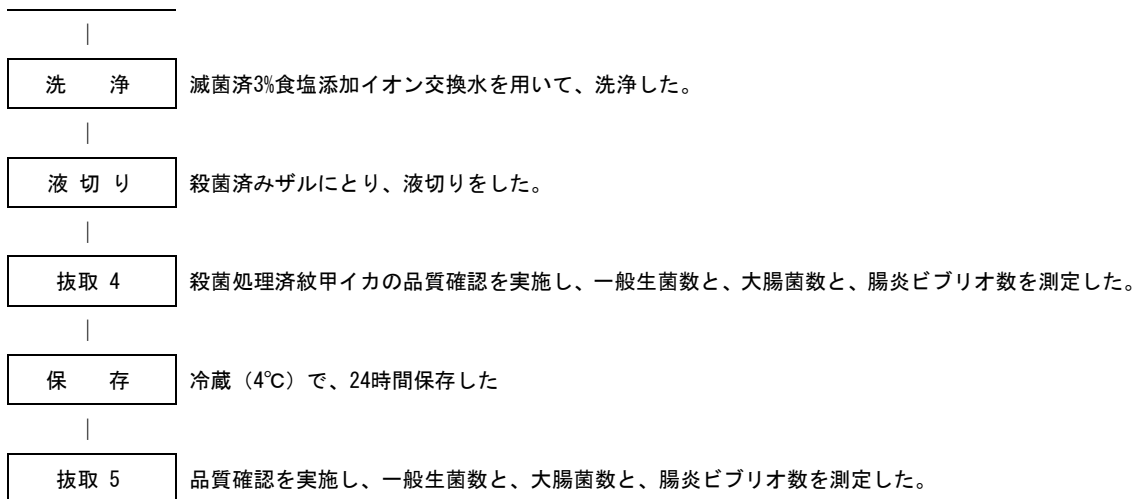 洗　浄　滅菌済3%食塩添加イオン交換水を用いて、洗浄した。
液 切 り　殺菌済みザルにとり、液切りをした。
抜取 4　殺菌処理済紋甲イカの品質確認を実施し、一般生菌数と、大腸菌数と、腸炎ビブリオ数を測定した。
保　存　冷蔵（4℃）で、24時間保存した
抜取 5　品質確認を実施し、一般生菌数と、大腸菌数と、腸炎ビブリオ数を測定した。